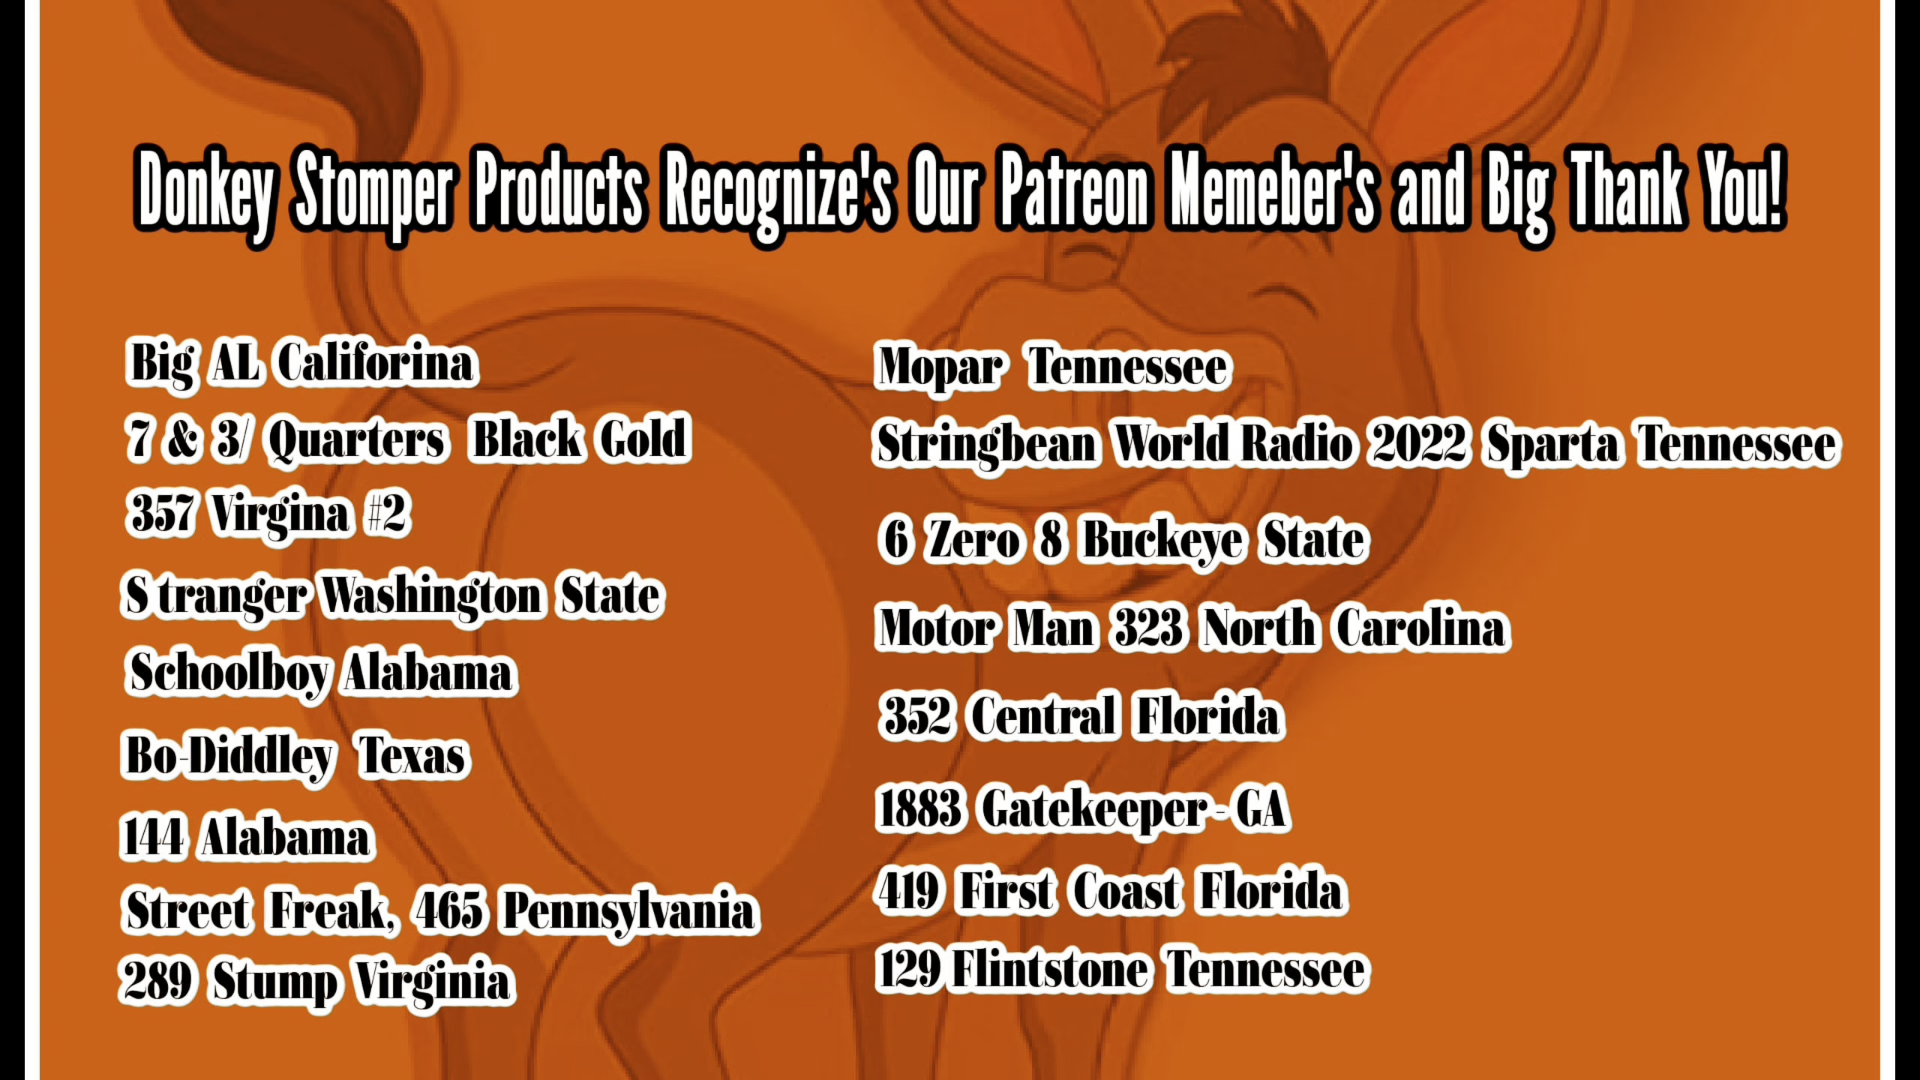 Donkey Stomper Products Recognize's Our Patreon Memeber's and Big Thank You!
Big AL Califorina
7 & 3/ Quarters Black Gold
357 Virgina #2
S tranger Washington State
Schoolboy Alabama
Bo-Diddley Texas
144 Alabama
Street Freak, 465 Pennsylvania
289 Stump Virginia
Mopar Tennessee
Stringbean World Radio 2022 Sparta Tennessee
6 Zero 8 Buckeye State
Motor Man 323 North Carolina
352 Central Florida
1883 Gatekeeper - GA
419 First Coast Florida
129 Flintstone Tennessee